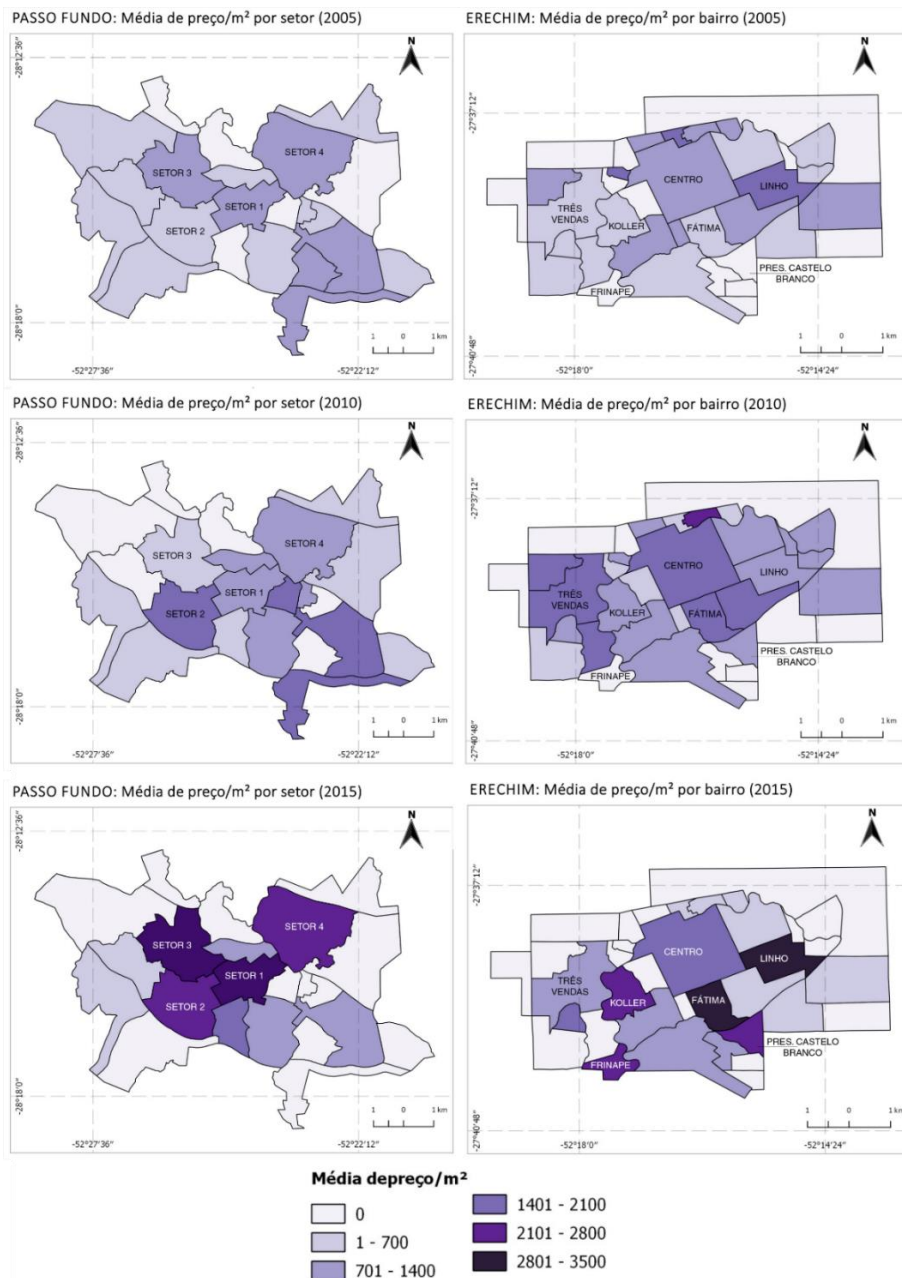 PASSO FUNDO: Média de preço/m² por setor (2005)
N
-28°12'36"
SETOR 4
SETOR 3
SETOR 1
SETOR 2
-28°18'0"
1 0 1 km
-52°27'36"
-52°22'12"
ERECHIM: Média de preço/m² por bairro (2005)
N
-27°37'12"
CENTRO
LINHO
TRÊS
VENDAS
KOLLER
FÁTIMA
PRES. CASTELO
BRANCO
FRINAPE
-27°40'48"
1 0 1 km
-52°18'0"
-52°14'24"
PASSO FUNDO: Média de preço/m² por setor (2010)
N
-28°12'36"
SETOR 4
SETOR 3
SETOR 1
SETOR 2
-28°18'0"
1 0 1 km
-52°27'36"
-52°22'12"
ERECHIM: Média de preço/m² por bairro (2010)
N
-27°37'12"
CENTRO
LINHO
TRÊS
VENDAS
KOLLER
FÁTIMA
PRES. CASTELO
BRANCO
FRINAPE
-27°40'48"
1 0 1 km
-52°18'0"
-52°14'24"
PASSO FUNDO: Média de preço/m² por setor (2015)
N
-28°12'36"
SETOR 4
SETOR 3
SETOR 1
SETOR 2
-28°18'0"
1 0 1 km
-52°27'36"
-52°22'12"
ERECHIM: Média de preço/m² por bairro (2015)
N
-27°37'12"
CENTRO
LINHO
TRÊS
VENDAS
KOLLER
FÁTIMA
PRES. CASTELO
BRANCO
FRINAPE
-27°40'48"
1 0 1 km
-52°18'0"
-52°14'24"
Média depreço/m²
0
1 - 700
701 - 1400
1401 - 2100
2101 - 2800
2801 - 3500